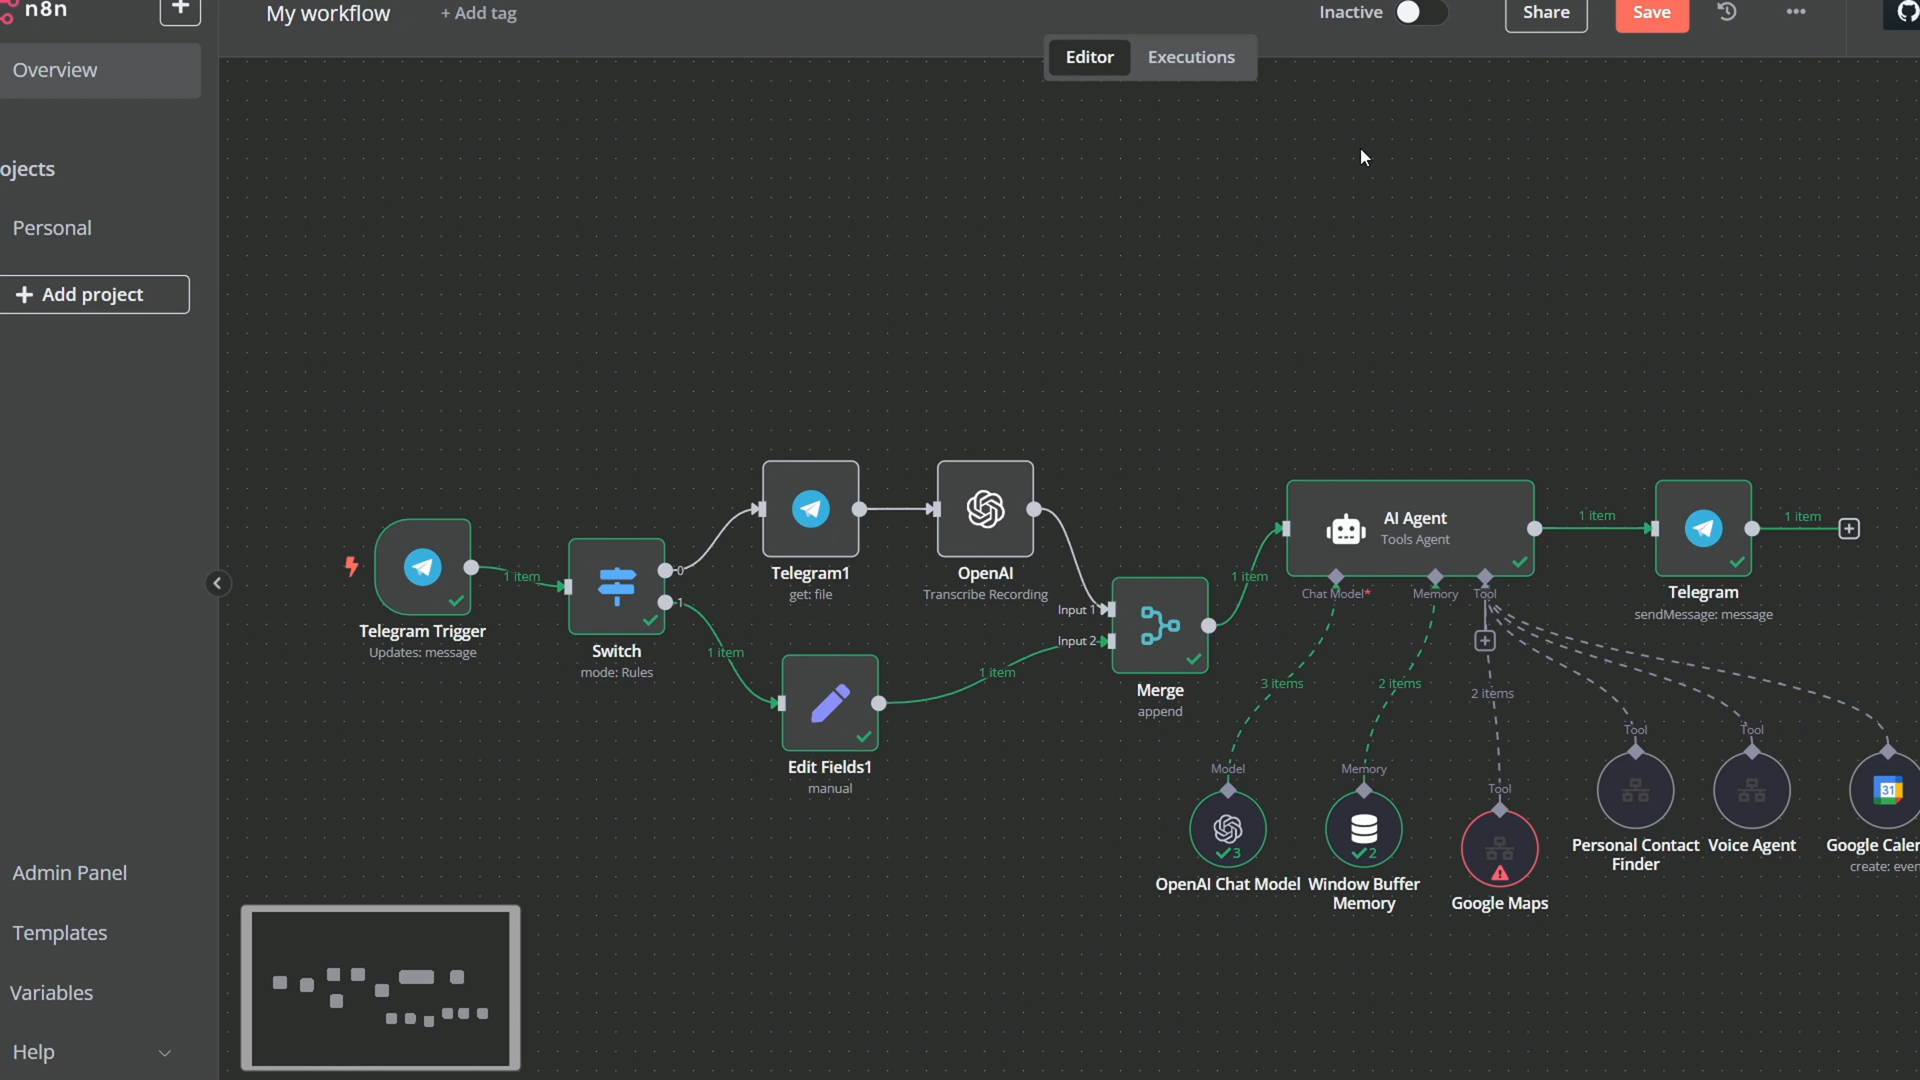 n8n
My workflow
+ Add tag
Inactive
Share
Save
Editor
Executions
Overview
ojects
Personal
Add project
Admin Panel
Templates
Variables
Help
Telegram Trigger
Updates: message
1 item
Switch
mode: Rules
0
1
1 item
Telegram1
get: file
OpenAI
Transcribe Recording
Edit Fields1
manual
1 item
Input 1
Input 2
Merge
append
1 item
AI Agent
Tools Agent
Chat Model*
Memory
Tool
1 item
Telegram
sendMessage: message
1 item
3 items
2 items
2 items
Model
3
OpenAI Chat Model
Memory
2
Window Buffer
Memory
Tool
Google Maps
Tool
Personal Contact
Finder
Tool
Voice Agent
31
Google Caler
create: even